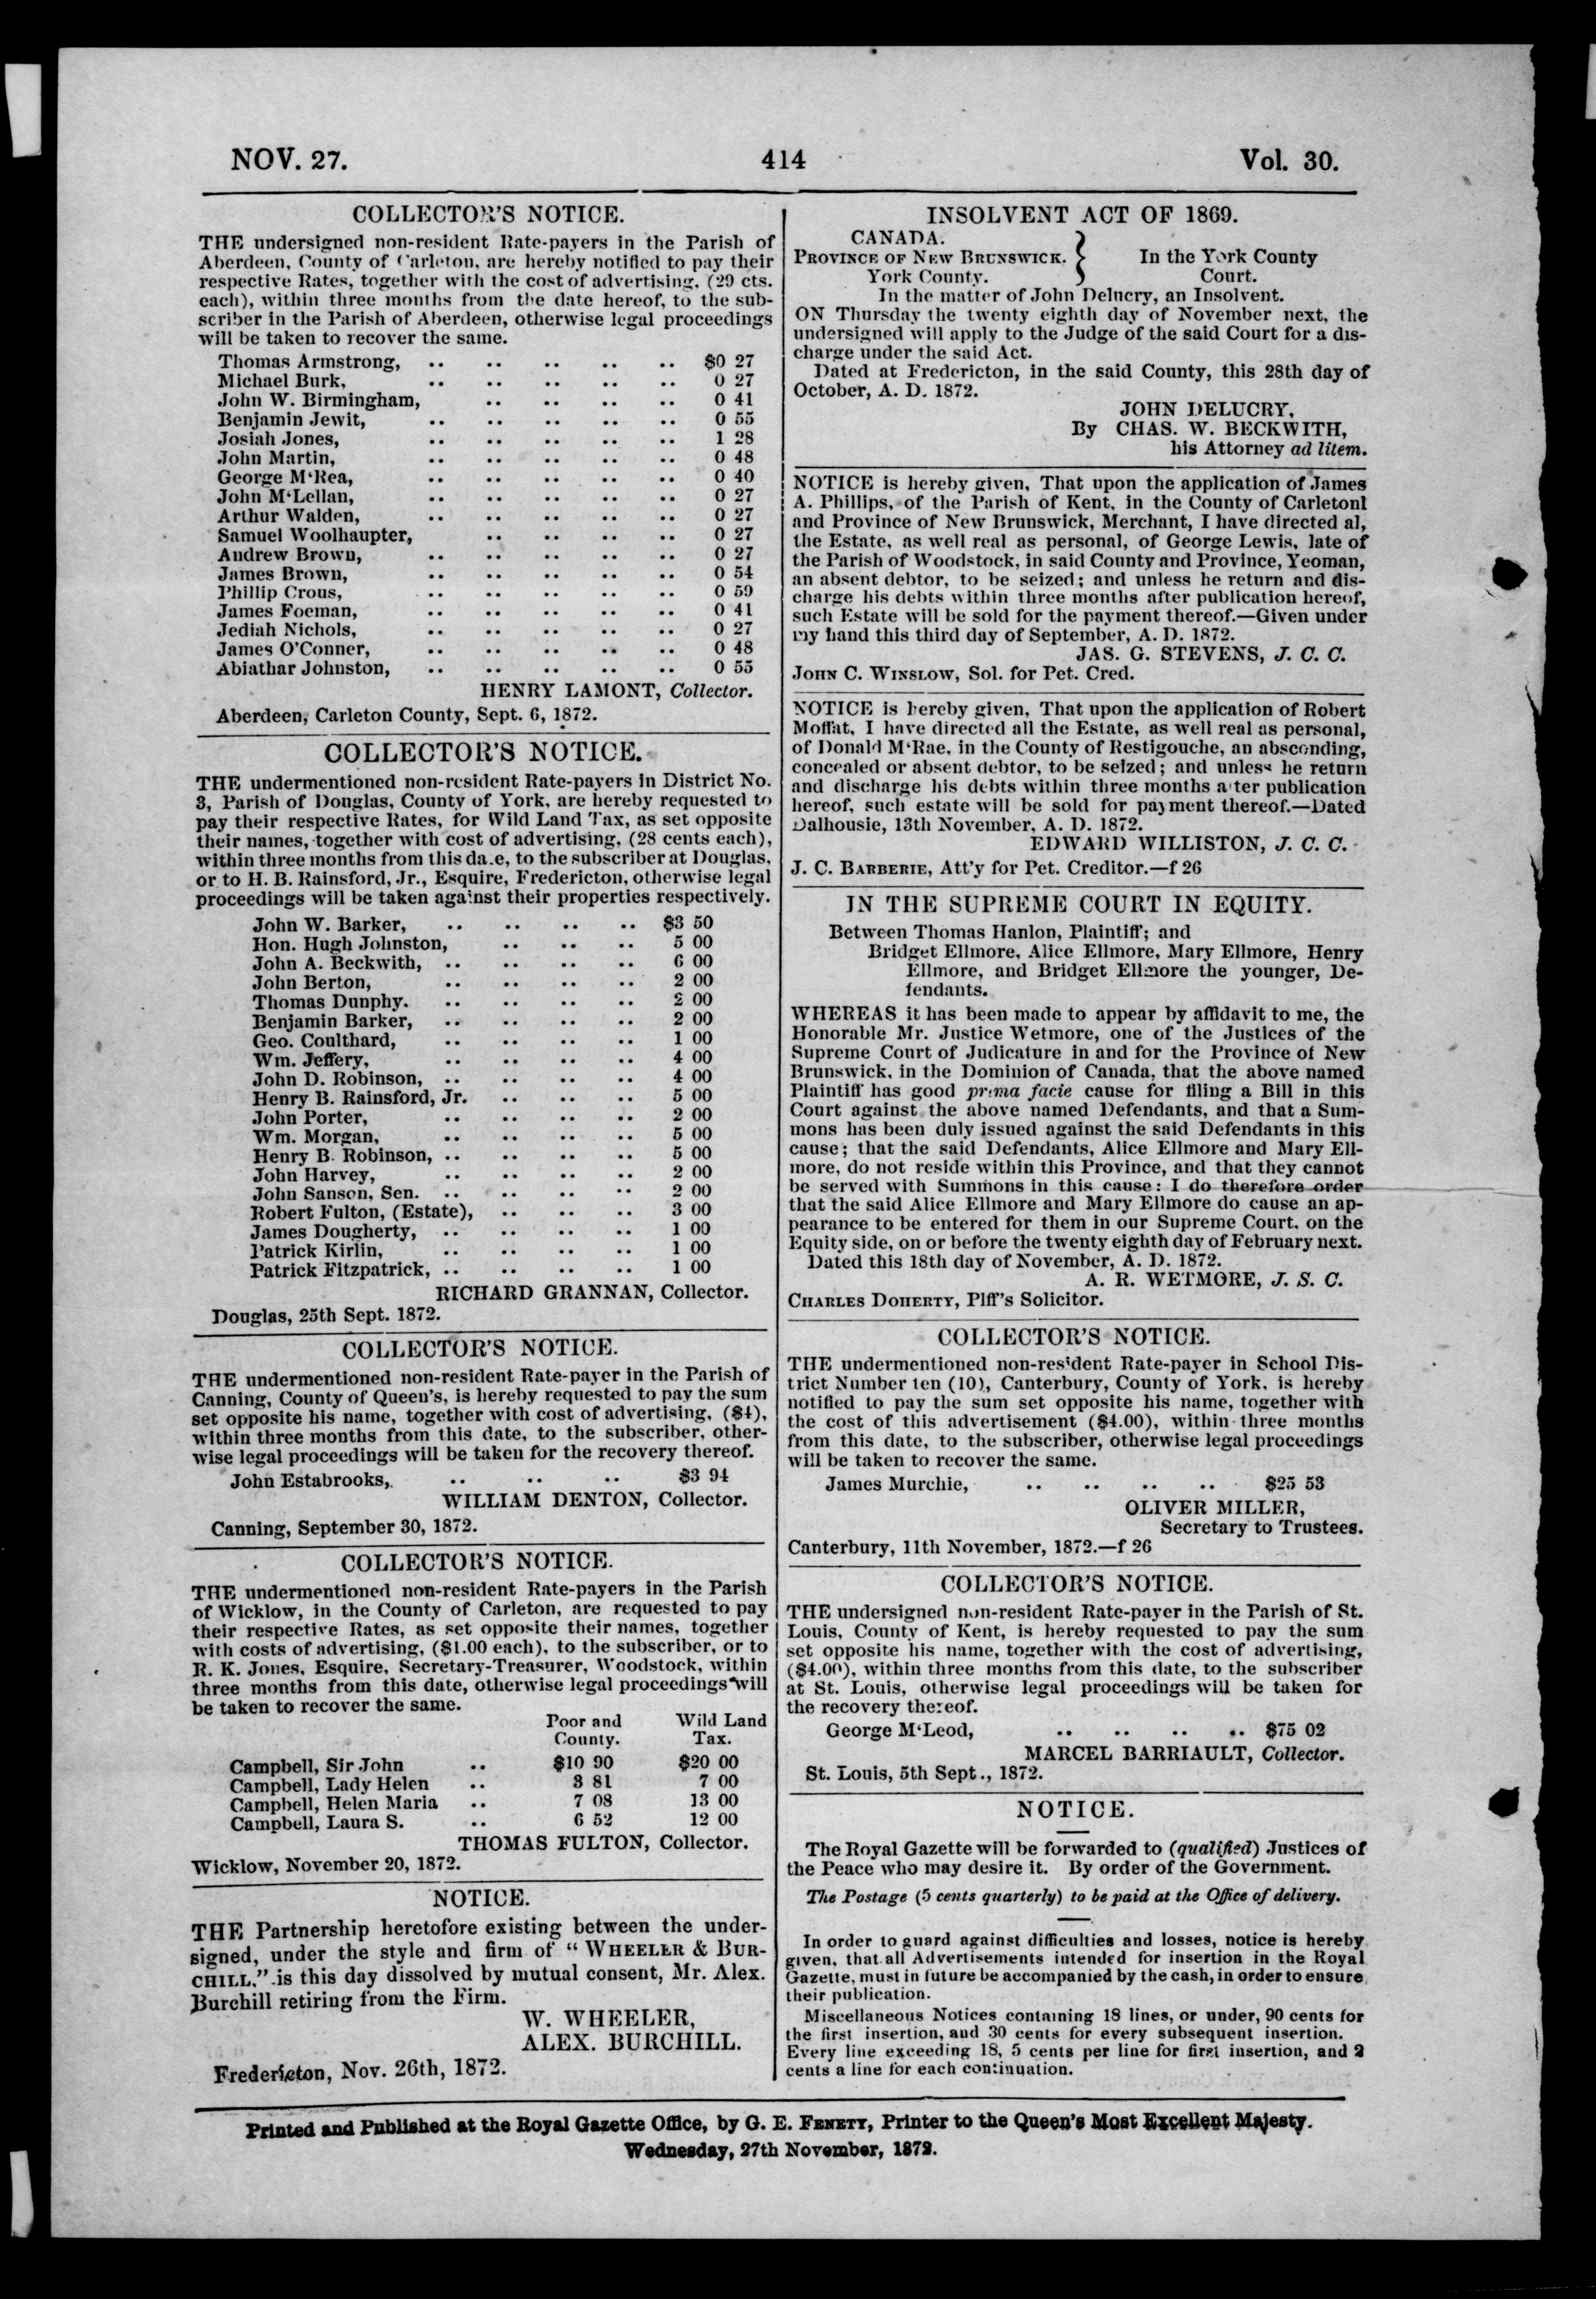 NOV. 27.
414
Vol. 30.
COLLECTOR'S NOTICE.
THE undersigned non-resident Rate-payers in the Parish of
Aberdeen, County of Carleton, are hereby notified to pay their
respective Rates, together with the cost of advertising, (29 cts.
each), within three months from the date hereof, to the sub-
scriber in the Parish of Aberdeen, otherwise legal proceedings
will be taken to recover the same.
Thomas Armstrong, .. .. .. .. .. $0 27
Michael Burk, .. .. .. .. .. 0 27
John W. Birmingham, .. .. .. .. 0 41
Benjamin Jewit, .. .. .. .. .. 0 55
Josiah Jones, .. .. .. .. .. 1 28
John Martin, .. .. .. .. .. 0 48
George M'Rea, .. .. .. .. .. 0 40
John M'Lellan, .. .. .. .. .. 0 27
Arthur Walden, .. .. .. .. .. 0 27
Samuel Woolhaupter, .. .. .. .. 0 27
Andrew Brown, .. .. .. .. .. 0 27
James Brown, .. .. .. .. .. 0 54
Phillip Crous, .. .. .. .. .. 0 59
James Foeman, .. .. .. .. .. 0 41
Jediah Nichols, .. .. .. .. .. 0 27
James O'Conner, .. .. .. .. .. 0 48
Abiathar Johnston, .. .. .. .. .. 0 55
HENRY LAMONT, Collector.
Aberdeen, Carleton County, Sept. 6, 1872.
COLLECTOR'S NOTICE.
THE undermentioned non-resident Rate-payers in District No.
3, Parish of Douglas, County of York, are hereby requested to
pay their respective Rates, for Wild Land Tax, as set opposite
their names, together with cost of advertising, (28 cents each),
within three months from this da.e, to the subscriber at Douglas,
or to H. B. Rainsford, Jr., Esquire, Fredericton, otherwise legal
proceedings will be taken against their properties respectively.
John W. Barker, .. .. .. .. $3 50
Hon. Hugh Johnston, .. .. .. 5 00
John A. Beckwith, .. .. .. .. 6 00
John Berton, .. .. .. .. 2 00
Thomas Dunphy. .. .. .. .. 2 00
Benjamin Barker, .. .. .. .. 2 00
Geo. Coulthard, .. .. .. .. 1 00
Wm. Jeffery, .. .. .. .. 4 00
John D. Robinson, .. .. .. .. 4 00
Henry B. Rainsford, Jr. .. .. .. 5 00
John Porter, .. .. .. .. 2 00
Wm. Morgan, .. .. .. .. 5 00
Henry B. Robinson, .. .. .. .. 5 00
John Harvey, .. .. .. .. 2 00
John Sanson, Sen. .. .. .. .. 2 00
Robert Fulton, (Estate), .. .. .. 3 00
James Dougherty, .. .. .. .. 1 00
Patrick Kirlin, .. .. .. .. 1 00
Patrick Fitzpatrick, .. .. .. .. 1 00
RICHARD GRANNAN, Collector.
Douglas, 25th Sept. 1872.
COLLECTOR'S NOTICE.
THE undermentioned non-resident Rate-payer in the Parish of
Canning, County of Queen's, is hereby requested to pay the sum
set opposite his name, together with cost of advertising, ($4),
within three months from this date, to the subscriber, other-
wise legal proceedings will be taken for the recovery thereof.
John Estabrooks, .. .. .. $3 94
WILLIAM DENTON, Collector.
Canning, September 30, 1872.
COLLECTOR'S NOTICE.
THE undermentioned non-resident Rate-payers in the Parish
of Wicklow, in the County of Carleton, are requested to pay
their respective Rates, as set opposite their names, together
with costs of advertising, ($1.00 each), to the subscriber, or to
R. K. Jones, Esquire, Secretary-Treasurer, Woodstock, within
three months from this date, otherwise legal proceedings will
be taken to recover the same.
Poor and Wild Land
County. Tax.
Campbell, Sir John .. $10 90 $20 00
Campbell, Lady Helen .. 3 81 7 00
Campbell, Helen Maria .. 7 08 13 00
Campbell, Laura S. .. 6 52 12 00
THOMAS FULTON, Collector.
Wicklow, November 20, 1872.
NOTICE.
THE Partnership heretofore existing between the under-
signed, under the style and firm of "WHEELER & BUR-
CHILL," is this day dissolved by mutual consent, Mr. Alex.
Burchill retiring from the Firm.
W. WHEELER,
ALEX. BURCHILL.
Fredericton, Nov. 26th, 1872.
INSOLVENT ACT OF 1869.
CANADA.
PROVINCE OF NEW BRUNSWICK. } In the York County
York County. Court.
In the matter of John Delucry, an Insolvent.
ON Thursday the twenty eighth day of November next, the
undersigned will apply to the Judge of the said Court for a dis-
charge under the said Act.
Dated at Fredericton, in the said County, this 28th day of
October, A. D. 1872.
JOHN DELUCRY,
By CHAS. W. BECKWITH,
his Attorney ad litem.
NOTICE is hereby given, That upon the application of James
A. Phillips, of the Parish of Kent, in the County of Carletonl
and Province of New Brunswick, Merchant, I have directed al,
the Estate, as well real as personal, of George Lewis, late of
the Parish of Woodstock, in said County and Province, Yeoman,
an absent debtor, to be seized; and unless he return and dis-
charge his debts within three months after publication hereof,
such Estate will be sold for the payment thereof.—Given under
my hand this third day of September, A. D. 1872.
JAS. G. STEVENS, J. C. C.
JOHN C. WINSLOW, Sol. for Pet. Cred.
NOTICE is hereby given, That upon the application of Robert
Moffat, I have directed all the Estate, as well real as personal,
of Donald M'Rae, in the County of Restigouche, an absconding,
concealed or absent debtor, to be seized; and unless he return
and discharge his debts within three months a'ter publication
hereof, such estate will be sold for payment thereof.—Dated
Dalhousie, 13th November, A. D. 1872.
EDWARD WILLISTON, J. C. C.
J. C. BARBERIE, Att'y for Pet. Creditor.—f 26
IN THE SUPREME COURT IN EQUITY.
Between Thomas Hanlon, Plaintiff; and
Bridget Ellmore, Alice Ellmore, Mary Ellmore, Henry
Ellmore, and Bridget Ellmore the younger, De-
fendants.
WHEREAS it has been made to appear by affidavit to me, the
Honorable Mr. Justice Wetmore, one of the Justices of the
Supreme Court of Judicature in and for the Province of New
Brunswick, in the Dominion of Canada, that the above named
Plaintiff has good prima facie cause for filing a Bill in this
Court against the above named Defendants, and that a Sum-
mons has been duly issued against the said Defendants in this
cause; that the said Defendants, Alice Ellmore and Mary Ell-
more, do not reside within this Province, and that they cannot
be served with Summons in this cause: I do therefore order
that the said Alice Ellmore and Mary Ellmore do cause an ap-
pearance to be entered for them in our Supreme Court, on the
Equity side, on or before the twenty eighth day of February next.
Dated this 18th day of November, A. D. 1872.
A. R. WETMORE, J. S. C.
CHARLES DOHERTY, Plff's Solicitor.
COLLECTOR'S NOTICE.
THE undermentioned non-resident Rate-payer in School Dis-
trict Number ten (10), Canterbury, County of York, is hereby
notified to pay the sum set opposite his name, together with
the cost of this advertisement ($4.00), within three months
from this date, to the subscriber, otherwise legal proceedings
will be taken to recover the same.
James Murchie, .. .. .. .. $25 53
OLIVER MILLER,
Secretary to Trustees.
Canterbury, 11th November, 1872.—f 26
COLLECTOR'S NOTICE.
THE undersigned non-resident Rate-payer in the Parish of St.
Louis, County of Kent, is hereby requested to pay the sum
set opposite his name, together with the cost of advertising,
($4.00), within three months from this date, to the subscriber
at St. Louis, otherwise legal proceedings will be taken for
the recovery thereof.
George M'Leod, .. .. .. .. $75 02
MARCEL BARRIAULT, Collector.
St. Louis, 5th Sept., 1872.
NOTICE.
The Royal Gazette will be forwarded to (qualified) Justices of
the Peace who may desire it. By order of the Government.
The Postage (5 cents quarterly) to be paid at the Office of delivery.
In order to guard against difficulties and losses, notice is hereby
given, that all Advertisements intended for insertion in the Royal
Gazette, must in future be accompanied by the cash, in order to ensure
their publication.
Miscellaneous Notices containing 18 lines, or under, 90 cents for
the first insertion, and 30 cents for every subsequent insertion.
Every line exceeding 18, 5 cents per line for first insertion, and 2
cents a line for each continuation.
Printed and Published at the Royal Gazette Office, by G. E. FENETY, Printer to the Queen's Most Excellent Majesty.
Wednesday, 27th November, 1872.